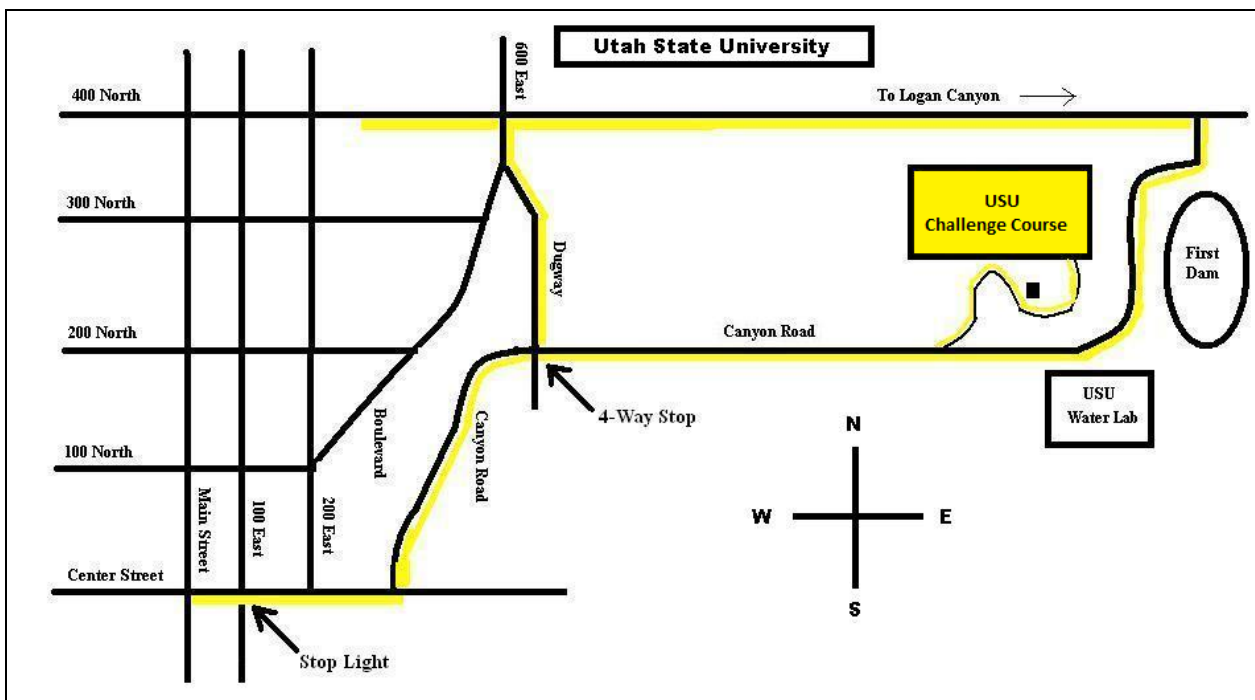 Utah State University
600 East
400 North
To Logan Canyon
USU
Challenge Course
300 North
First
Dam
Dugway
200 North
Canyon Road
4-Way Stop
USU
Water Lab
Boulevard
Canyon Road
100 North
N
W
E
S
Main Street
100 East
200 East
Center Street
Stop Light